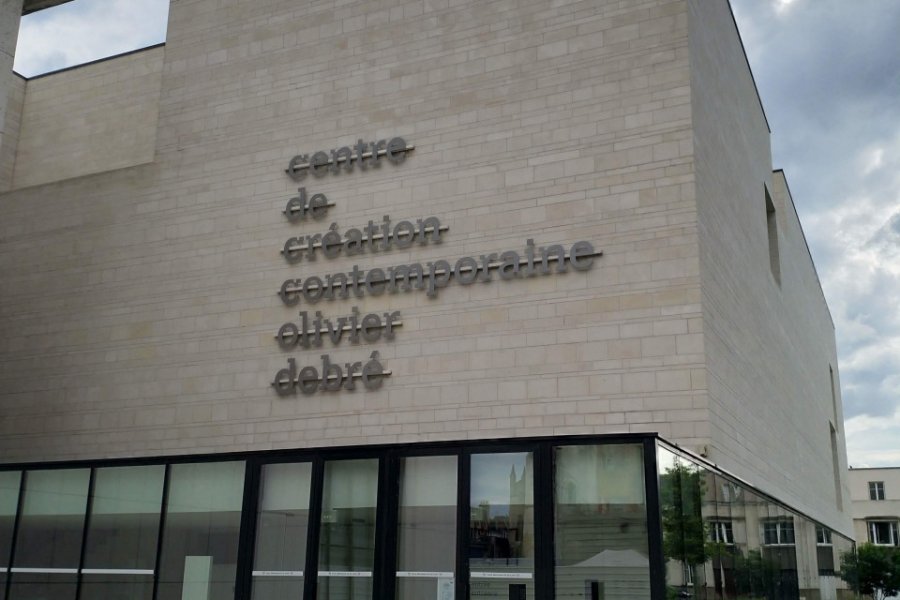 centre
de
création
contemporaine
olivier
debré